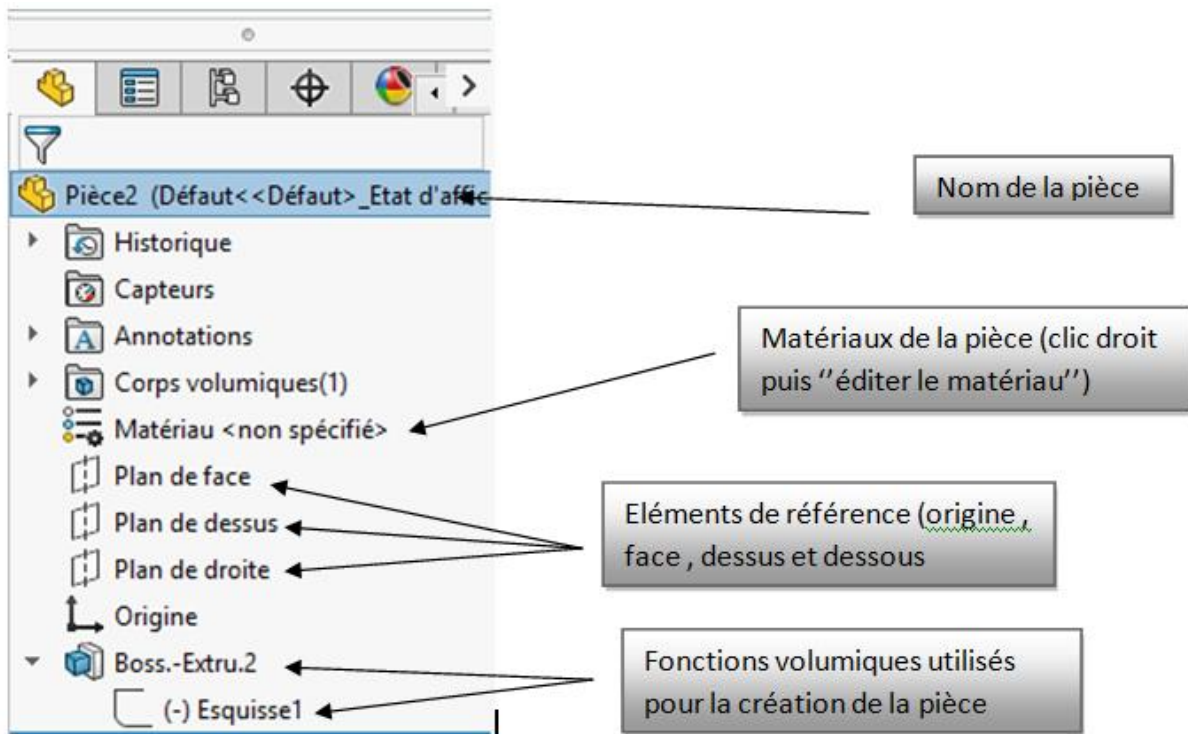 Pièce2 (Défaut<<Défaut>_Etat d'affic
Nom de la pièce
Historique
Capteurs
Annotations
Matériaux de la pièce (clic droit
puis ‘’éditer le matériau’’)
Corps volumiques(1)
Matériau <non spécifié>
Plan de face
Plan de dessus
Plan de droite
Eléments de référence (origine ,
face , dessus et dessous
Origine
Boss.-Extru.2
(-) Esquisse1
Fonctions volumiques utilisés
pour la création de la pièce